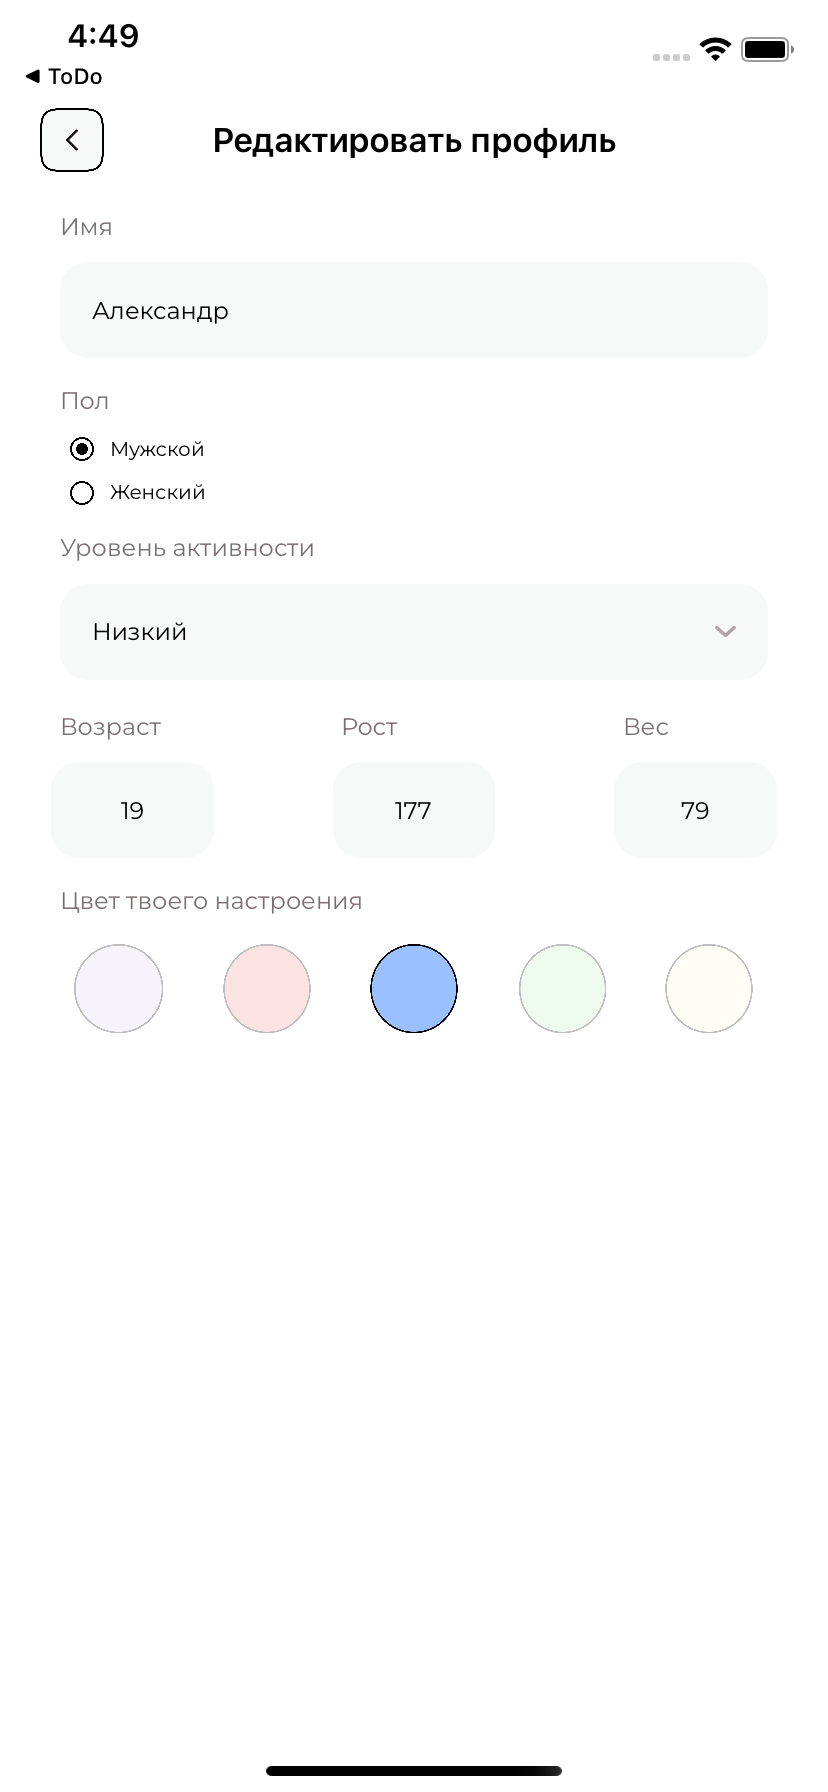 4:49
ToDo
Редактировать профиль
Имя
Александр
Пол
Мужской
Женский
Уровень активности
Низкий
Возраст Рост Вес
19 177 79
Цвет твоего настроения